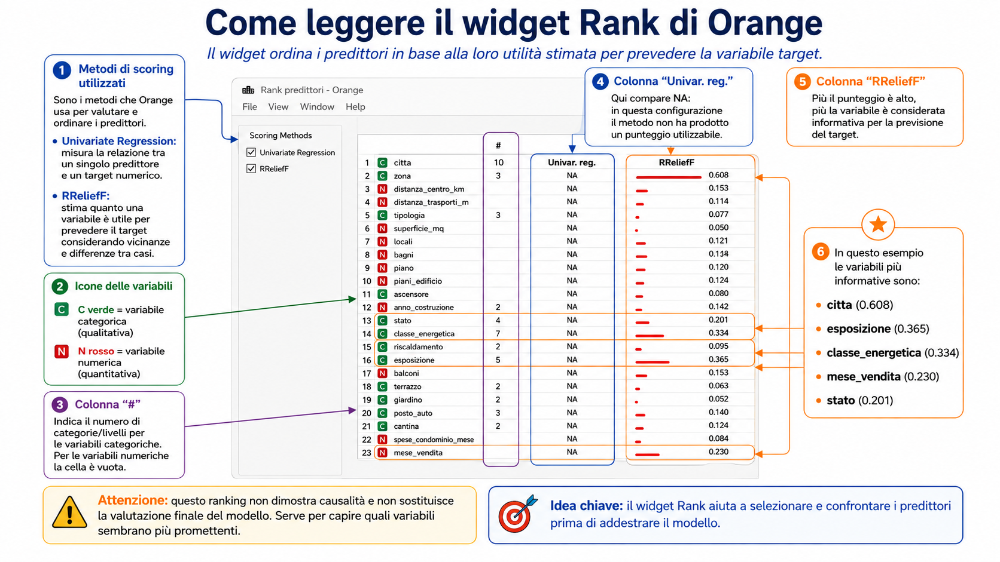 Come leggere il widget Rank di Orange
Il widget ordina i predittori in base alla loro utilità stimata per prevedere la variabile target.
1 Metodi di scoring
utilizzati
Sono i metodi che Orange
usa per valutare e
ordinare i predittori.
• Univariate Regression:
misura la relazione tra
un singolo predittore
e un target numerico.
• RReliefF:
stima quanto una
variabile è utile per
prevedere il target
considerando vicinanze
e differenze tra casi.
2 Icone delle variabili
C C verde = variabile
categorica
(qualitativa)
N N rosso = variabile
numerica
(quantitativa)
3 Colonna “#”
Indica il numero di
categorie/livelli per
le variabili categoriche.
Per le variabili numeriche
la cella è vuota.
Rank predittori - Orange
File View Window Help
Scoring Methods
Univariate Regression
RReliefF
#
Univar. reg. RReliefF
1 C citta 10
2 C zona 3 NA 0.608
3 N distanza_centro_km NA 0.153
4 N distanza_trasporti_m NA 0.114
5 C tipologia 3 NA 0.077
6 N superficie_mq NA 0.050
7 N locali NA 0.121
8 N bagni NA 0.114
9 N piano NA 0.120
10 N piani_edificio NA 0.124
11 C ascensore NA 0.080
12 N anno_costruzione 2 NA 0.142
13 C stato 4 NA 0.201
14 C classe_energetica 7 NA 0.334
15 C riscaldamento 2 NA 0.095
16 C esposizione 5 NA 0.365
17 N balconi NA 0.153
18 C terrazzo 2 NA 0.063
19 C giardino 2 NA 0.052
20 C posto_auto 3 NA 0.140
21 C cantina 2 NA 0.124
22 N spese_condominio_mese NA 0.084
23 N mese_vendita NA 0.230
4 Colonna “Univar. reg.”
Qui compare NA:
in questa configurazione
il metodo non ha prodotto
un punteggio utilizzabile.
5 Colonna “RReliefF”
Più il punteggio è alto,
più la variabile è considerata
informativa per la previsione
del target.
6 In questo esempio
le variabili più
informative sono:
• citta (0.608)
• esposizione (0.365)
• classe_energetica (0.334)
• mese_vendita (0.230)
• stato (0.201)
Attenzione: questo ranking non dimostra causalità e non sostituisce
la valutazione finale del modello. Serve per capire quali variabili
sembrano più promettenti.
Idea chiave: il widget Rank aiuta a selezionare e confrontare i predittori
prima di addestrare il modello.